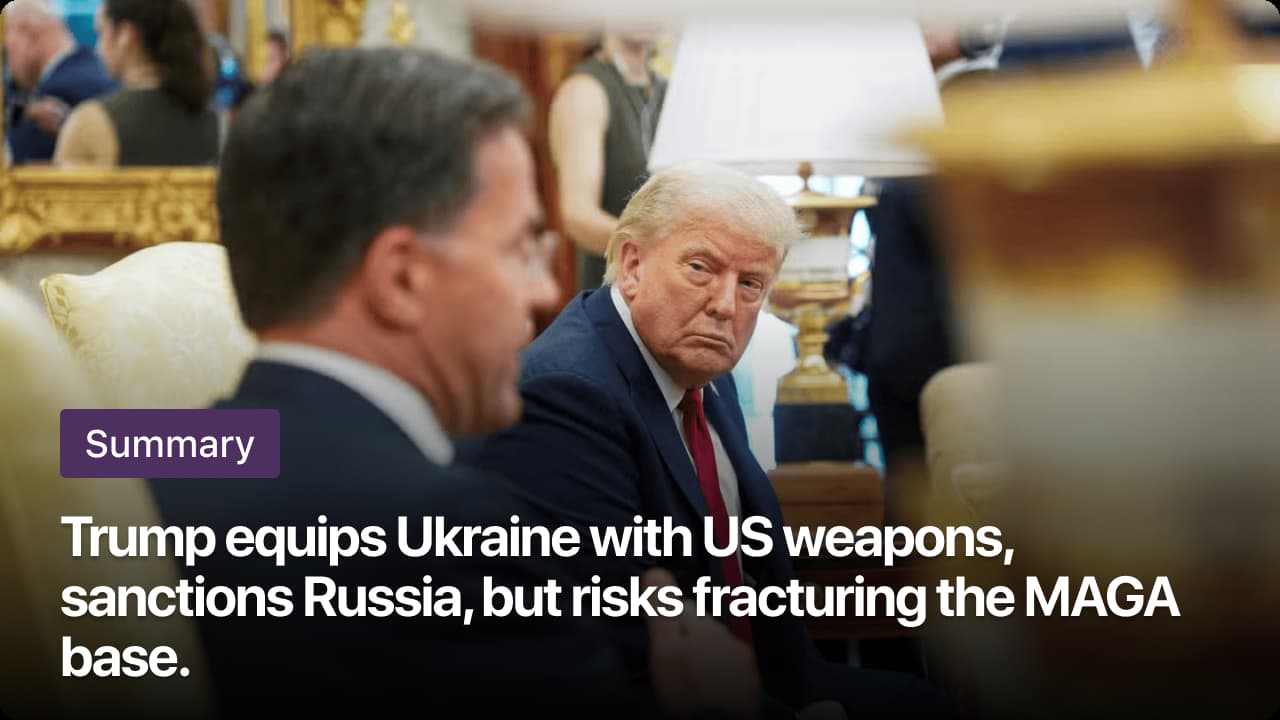 Summary
Trump equips Ukraine with US weapons,
sanctions Russia, but risks fracturing the MAGA
base.